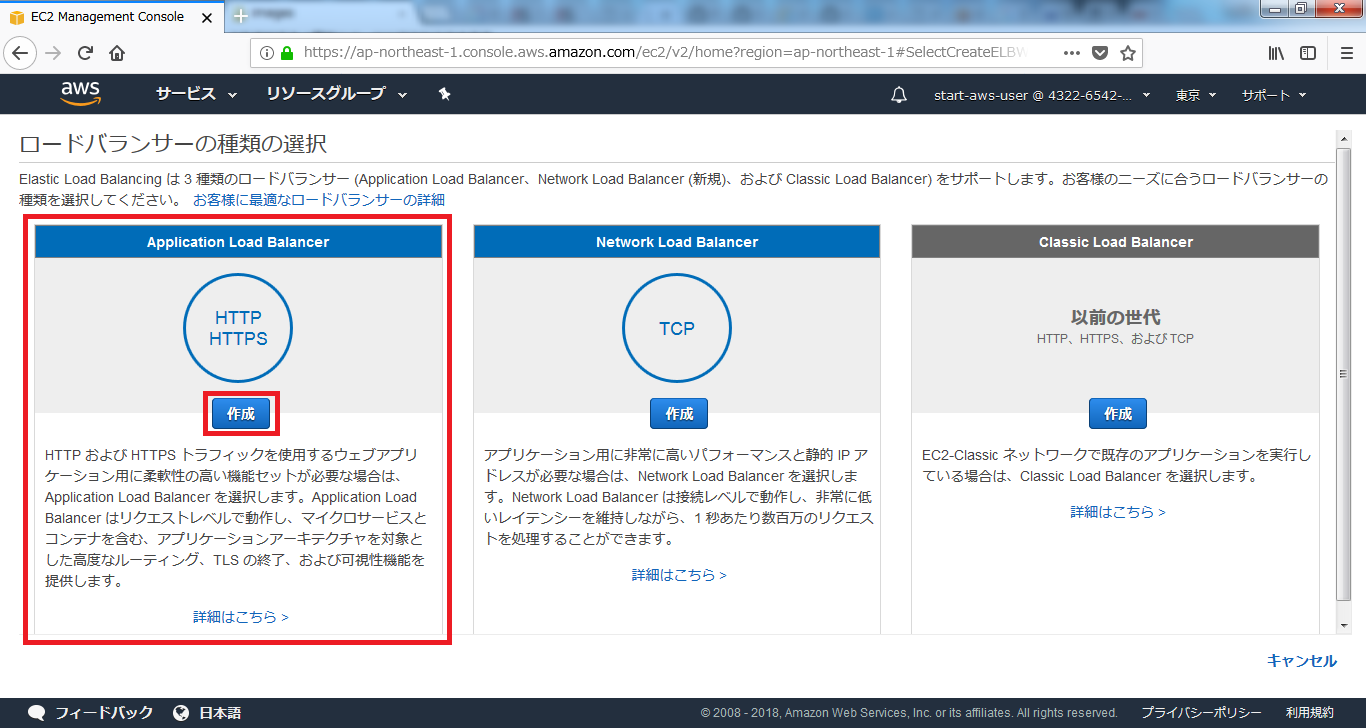 EC2 Management Console
https://ap-northeast-1.console.aws.amazon.com/ec2/v2/home?region=ap-northeast-1#SelectCreateELBW
aws サービス リソースグループ start-aws-user @ 4322-6542-... 東京 サポート
ロードバランサーの種類の選択
Elastic Load Balancing は 3 種類のロードバランサー (Application Load Balancer、Network Load Balancer (新規)、および Classic Load Balancer) をサポートします。お客様のニーズに合うロードバランサーの
種類を選択してください。 お客様に最適なロードバランサーの詳細
Application Load Balancer
HTTP
HTTPS
作成
HTTP および HTTPS トラフィックを使用するウェブアプリ
ケーション用に柔軟性の高い機能セットが必要な場合は、
Application Load Balancer を選択します。Application Load
Balancer はリクエストレベルで動作し、マイクロサービスと
コンテナを含む、アプリケーションアーキテクチャを対象と
した高度なルーティング、TLS の終了、および可視性機能を
提供します。
詳細はこちら >
Network Load Balancer
TCP
作成
アプリケーション用に非常に高いパフォーマンスと静的 IP ア
ドレスが必要な場合は、Network Load Balancer を選択しま
す。Network Load Balancer は接続レベルで動作し、非常に低
いレイテンシーを維持しながら、1 秒あたり数百万のリクエス
トを処理することができます。
詳細はこちら >
Classic Load Balancer
以前の世代
HTTP、HTTPS、および TCP
作成
EC2-Classic ネットワークで既存のアプリケーションを実行し
ている場合は、Classic Load Balancer を選択します。
詳細はこちら >
キャンセル
フィードバック 日本語 © 2008 - 2018, Amazon Web Services, Inc. or its affiliates. All rights reserved. プライバシーポリシー 利用規約